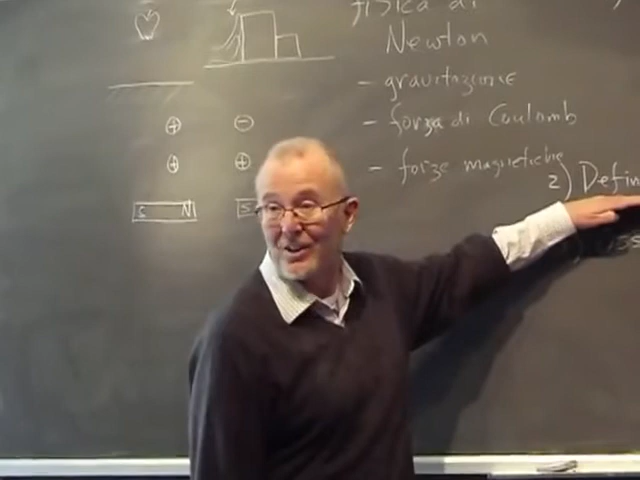 fisica di
Newton
- gravitazione
- forza di Coulomb
- forze magnetiche
2) Defin
+ -
+ +
S N
S